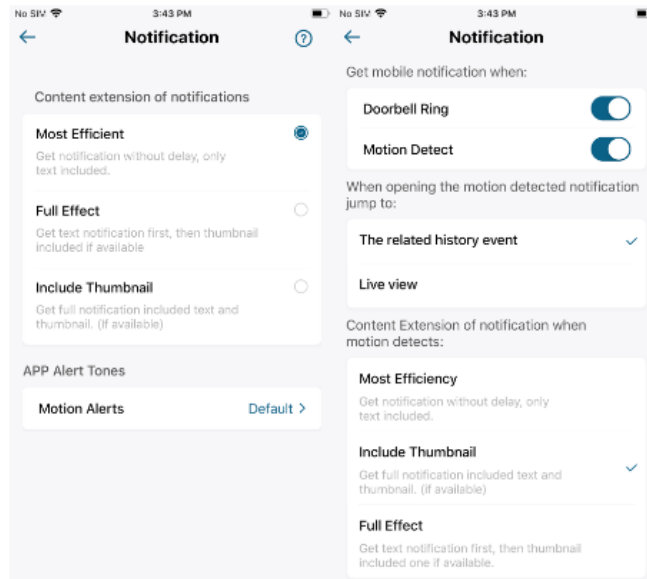 No SIM 3:43 PM
Notification
Content extension of notifications
Most Efficient
Get notification without delay, only
text included.
Full Effect
Get text notification first, then thumbnail
included if available
Include Thumbnail
Get full notification included text and
thumbnail. (If available)
APP Alert Tones
Motion Alerts Default >
No SIM 3:43 PM
Notification
Get mobile notification when:
Doorbell Ring
Motion Detect
When opening the motion detected notification
jump to:
The related history event
Live view
Content Extension of notification when
motion detects:
Most Efficiency
Get notification without delay, only
text included.
Include Thumbnail
Get full notification included text and
thumbnail. (if available)
Full Effect
Get text notification first, then thumbnail
included one if available.